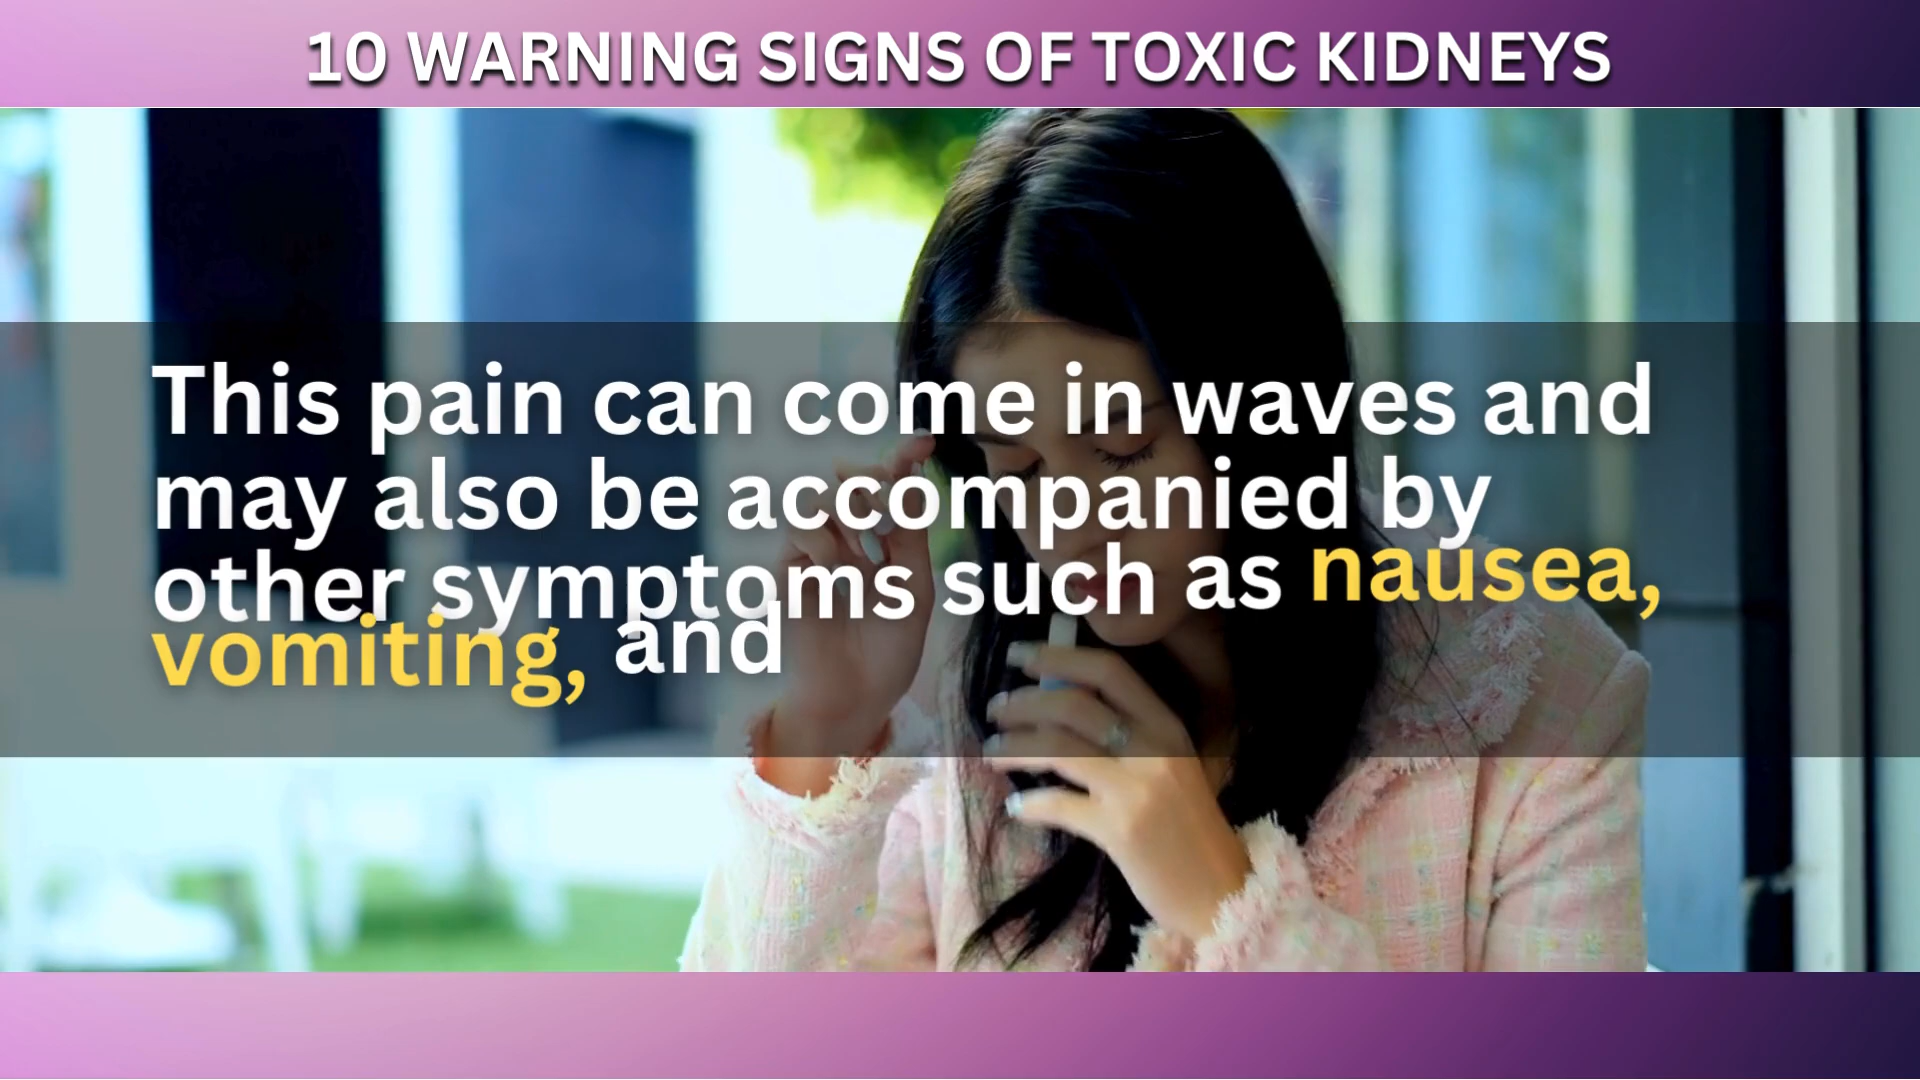 10 WARNING SIGNS OF TOXIC KIDNEYS
This pain can come in waves and
may also be accompanied by
other symptoms such as nausea,
vomiting, and